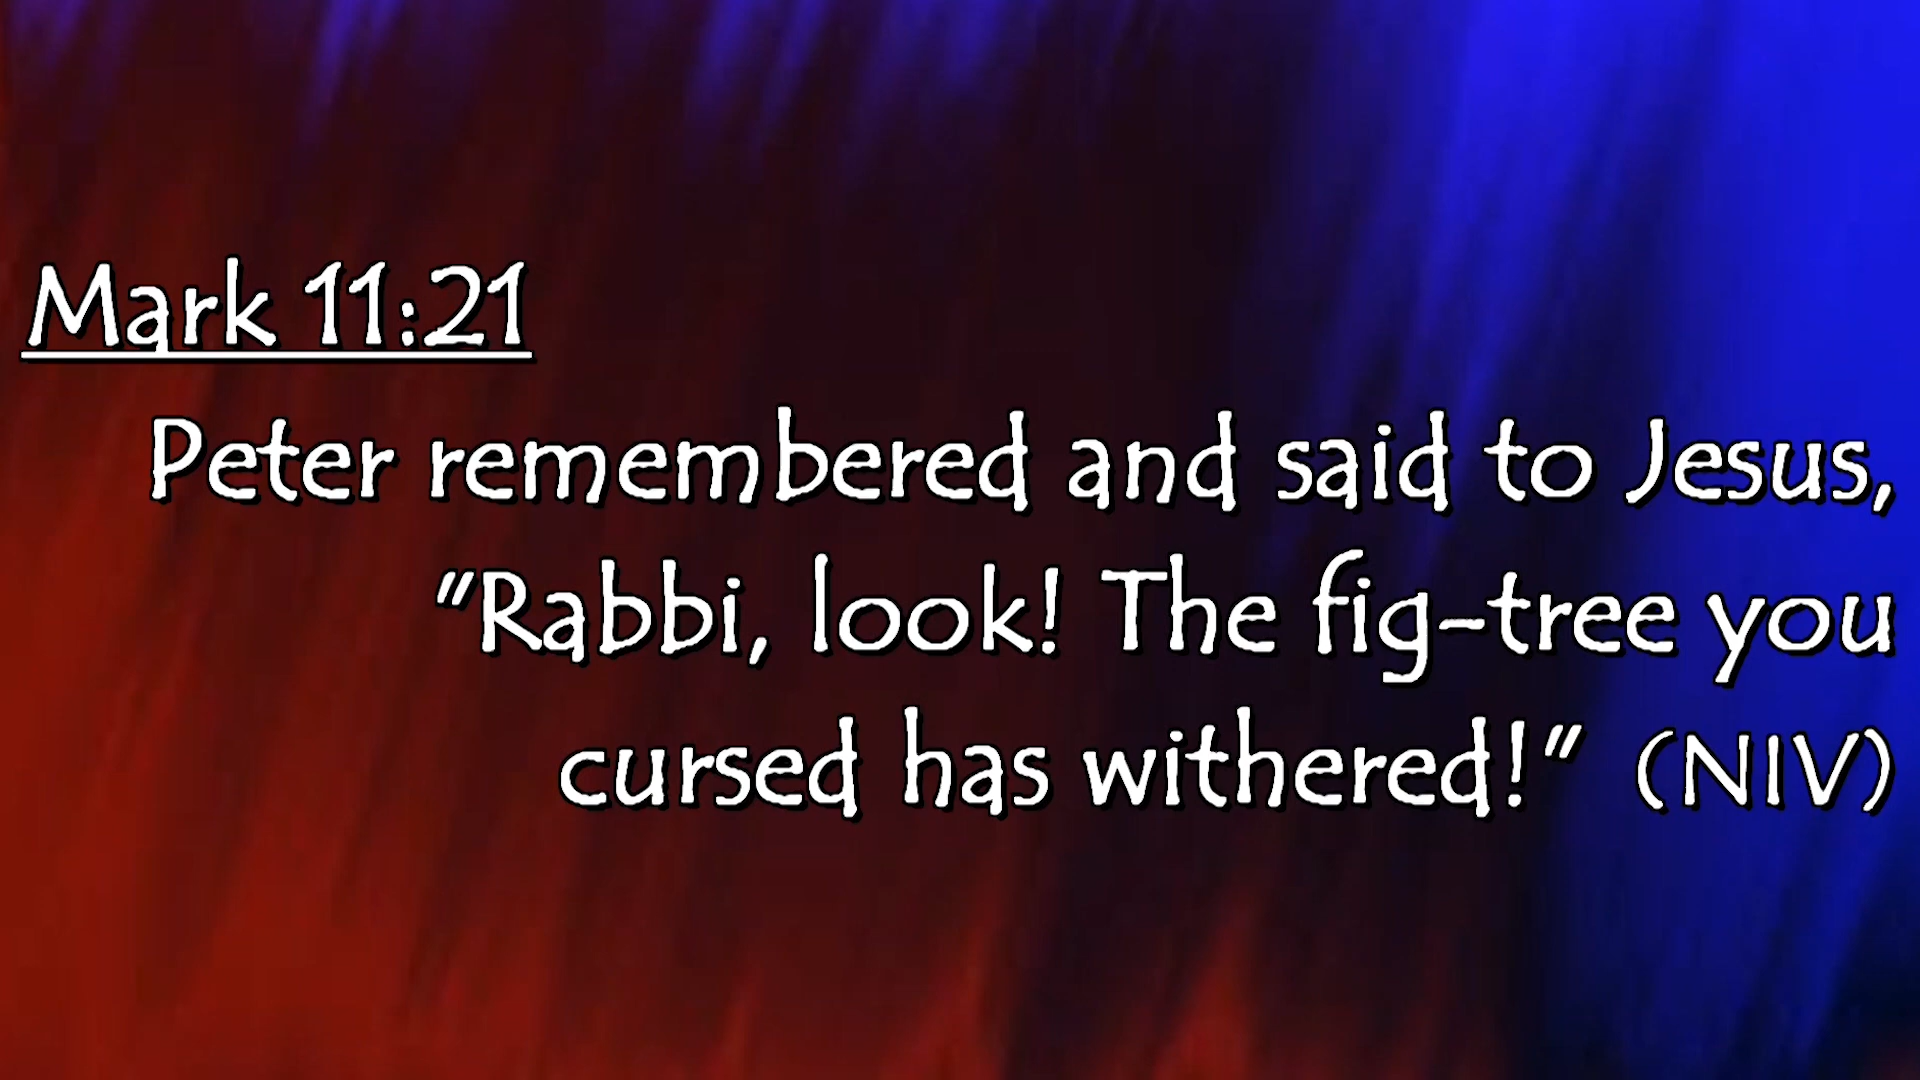 Mark 11:21
Peter remembered and said to Jesus,
"Rabbi, look! The fig-tree you
cursed has withered!" (NIV)